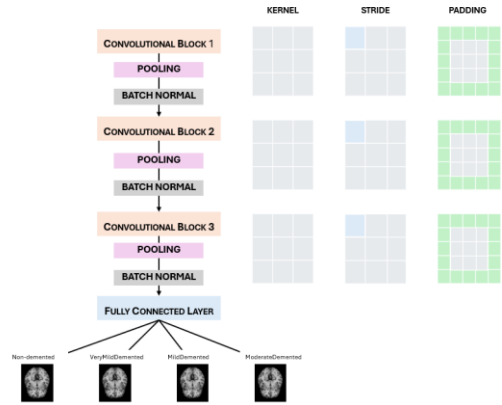 KERNEL STRIDE PADDING
CONVOLUTIONAL BLOCK 1
POOLING
BATCH NORMAL
CONVOLUTIONAL BLOCK 2
POOLING
BATCH NORMAL
CONVOLUTIONAL BLOCK 3
POOLING
BATCH NORMAL
FULLY CONNECTED LAYER
Non-demented VeryMildDemented MildDemented ModerateDemented